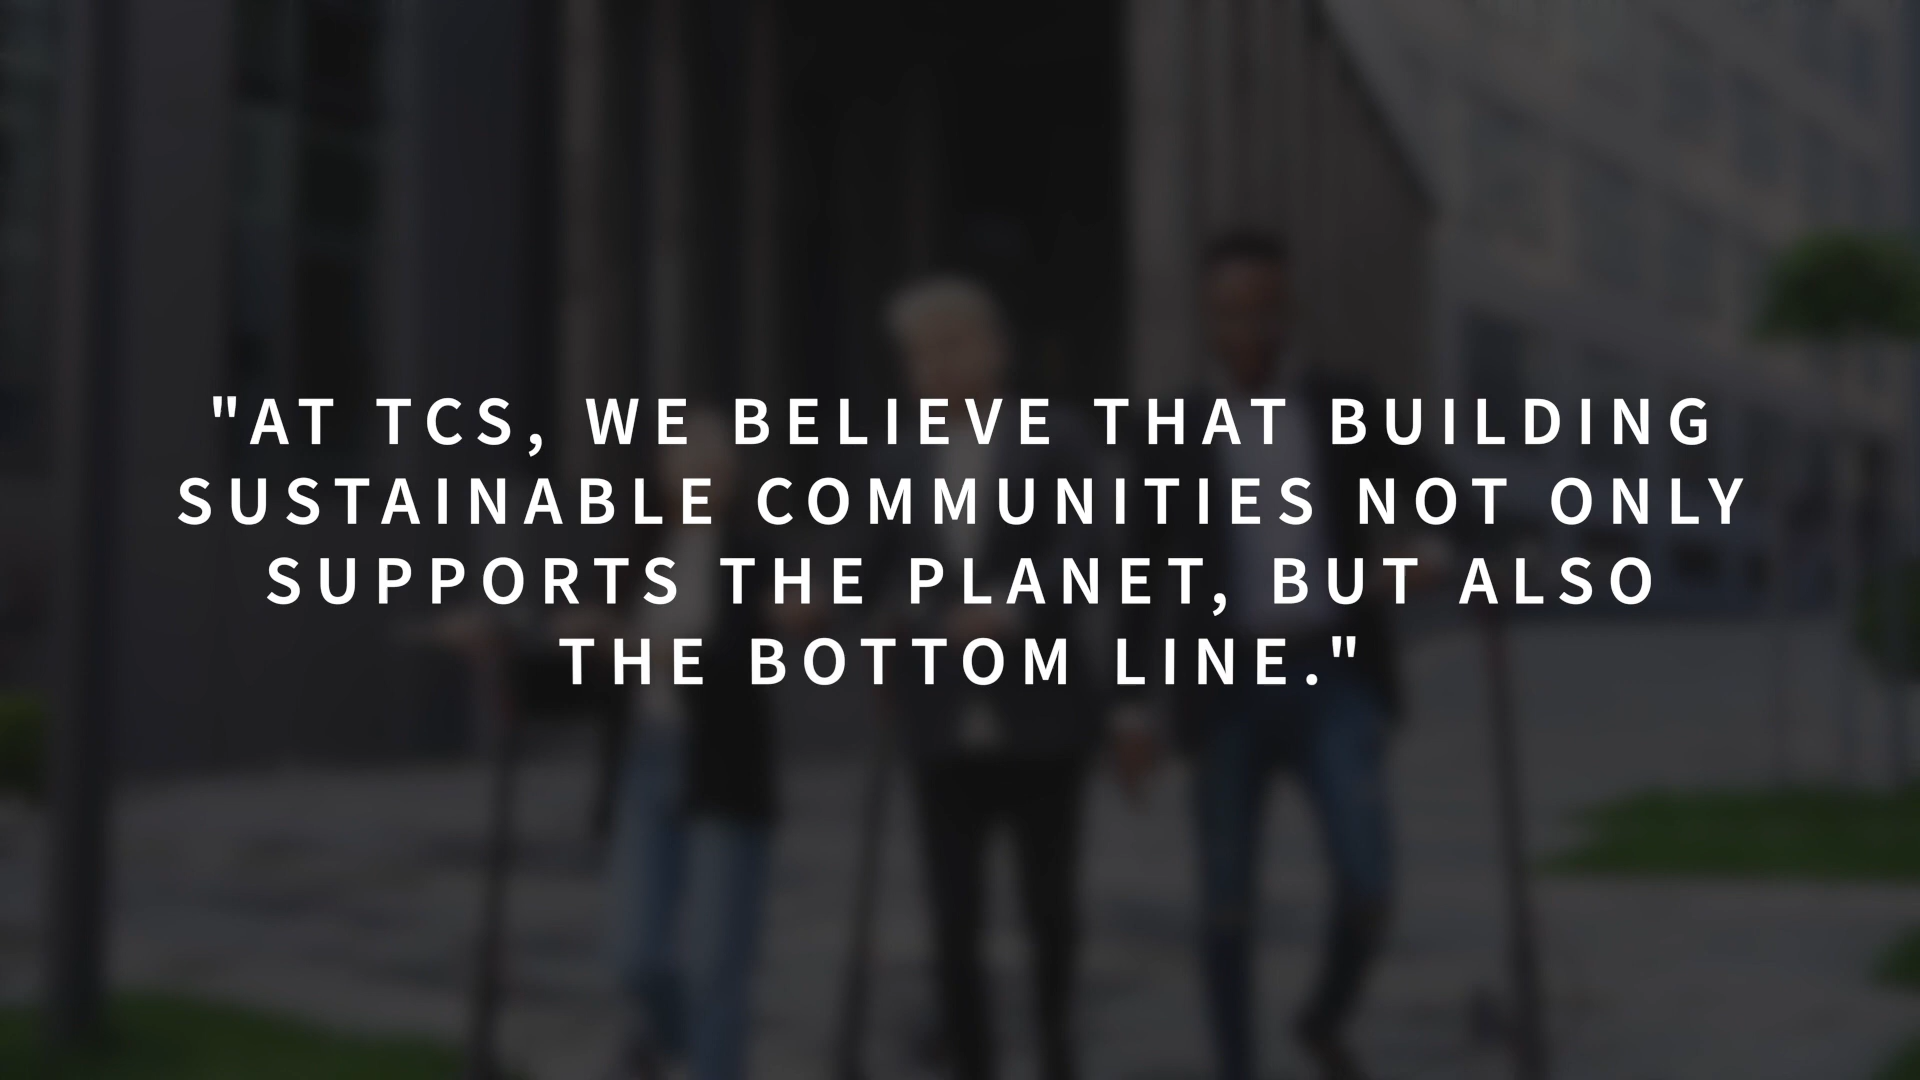 "AT TCS, WE BELIEVE THAT BUILDING
SUSTAINABLE COMMUNITIES NOT ONLY
SUPPORTS THE PLANET, BUT ALSO
THE BOTTOM LINE."